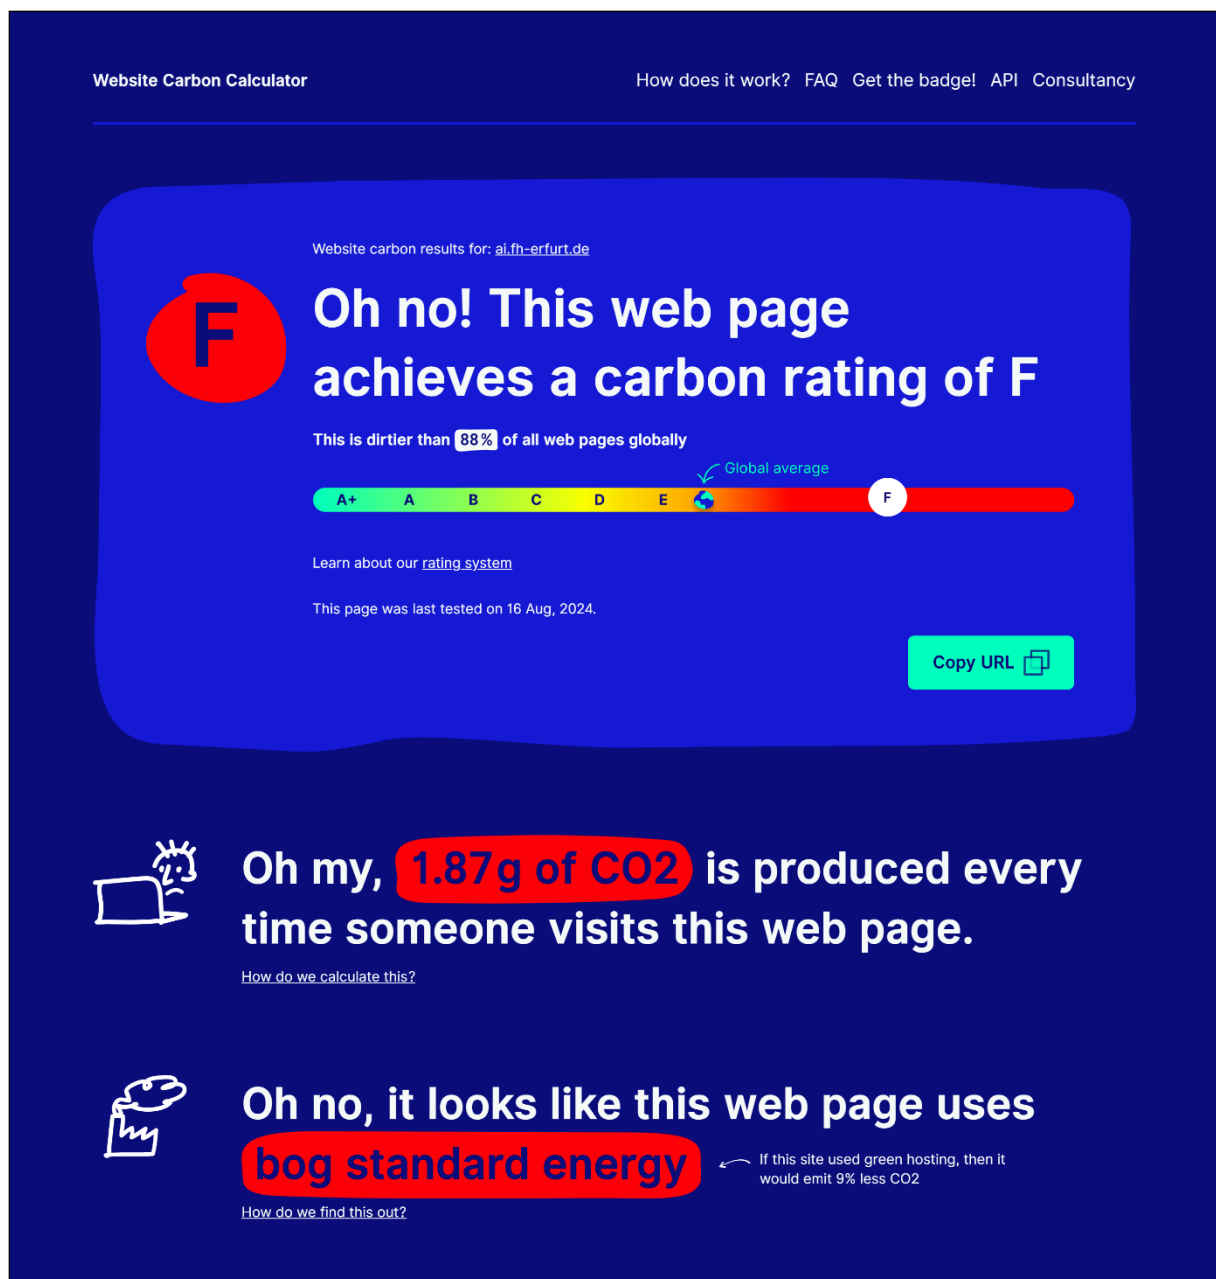 Website Carbon Calculator
How does it work? FAQ Get the badge! API Consultancy
Website carbon results for: ai.fh-erfurt.de
F
Oh no! This web page
achieves a carbon rating of F
This is dirtier than 88% of all web pages globally
Global average
A+ A B C D E F
Learn about our rating system
This page was last tested on 16 Aug, 2024.
Copy URL
Oh my, 1.87g of CO2 is produced every
time someone visits this web page.
How do we calculate this?
Oh no, it looks like this web page uses
bog standard energy
If this site used green hosting, then it
would emit 9% less CO2
How do we find this out?